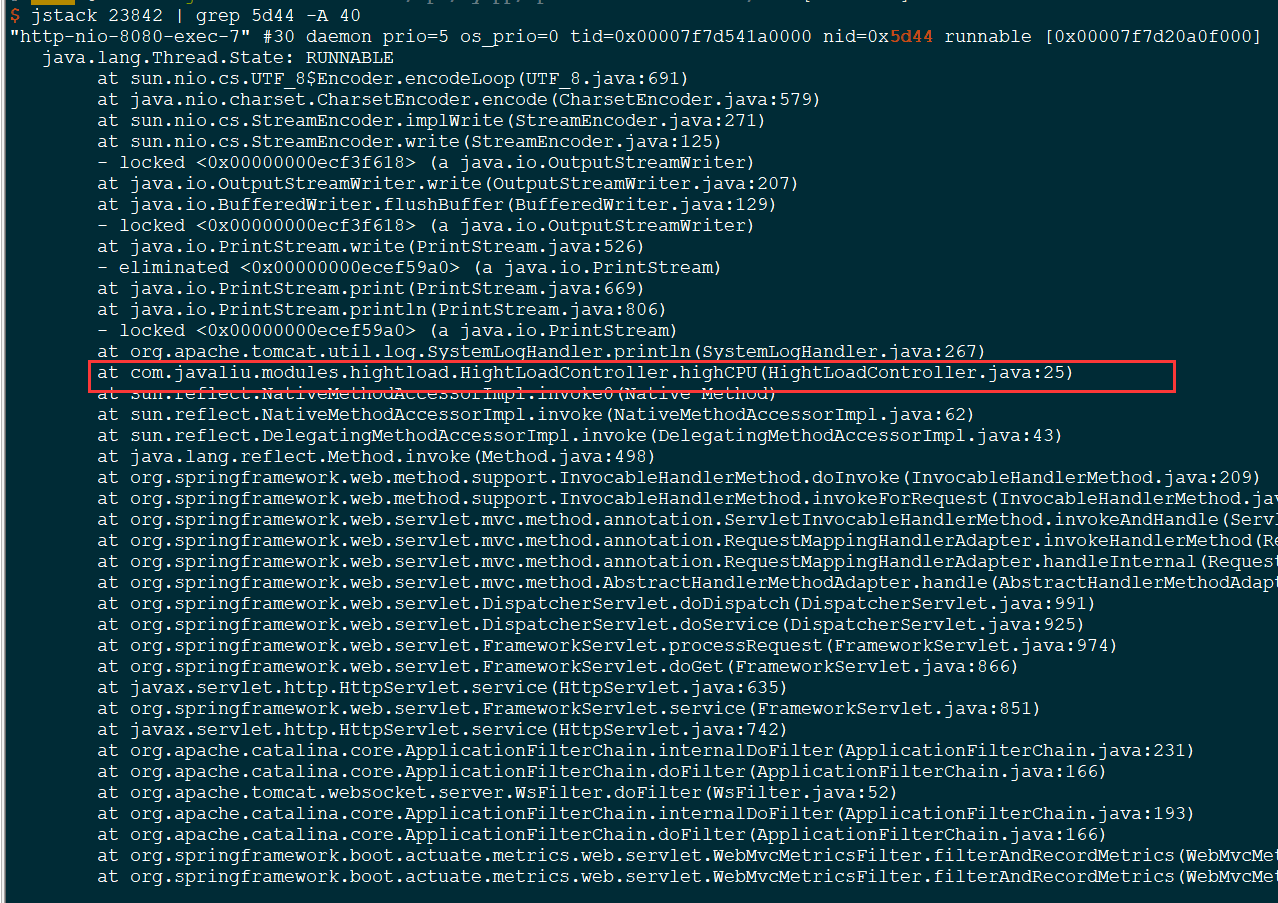 $ jstack 23842 | grep 5d44 -A 40
"http-nio-8080-exec-7" #30 daemon prio=5 os_prio=0 tid=0x00007f7d541a0000 nid=0x5d44 runnable [0x00007f7d20a0f000]
   java.lang.Thread.State: RUNNABLE
        at sun.nio.cs.UTF_8$Encoder.encodeLoop(UTF_8.java:691)
        at java.nio.charset.CharsetEncoder.encode(CharsetEncoder.java:579)
        at sun.nio.cs.StreamEncoder.implWrite(StreamEncoder.java:271)
        at sun.nio.cs.StreamEncoder.write(StreamEncoder.java:125)
        - locked <0x00000000ecf3f618> (a java.io.OutputStreamWriter)
        at java.io.OutputStreamWriter.write(OutputStreamWriter.java:207)
        at java.io.BufferedWriter.flushBuffer(BufferedWriter.java:129)
        - locked <0x00000000ecf3f618> (a java.io.OutputStreamWriter)
        at java.io.PrintStream.write(PrintStream.java:526)
        - eliminated <0x00000000ecef59a0> (a java.io.PrintStream)
        at java.io.PrintStream.print(PrintStream.java:669)
        at java.io.PrintStream.println(PrintStream.java:806)
        - locked <0x00000000ecef59a0> (a java.io.PrintStream)
        at org.apache.tomcat.util.log.SystemLogHandler.println(SystemLogHandler.java:267)
        at com.javaliu.modules.hightload.HightLoadController.highCPU(HightLoadController.java:25)
        at sun.reflect.NativeMethodAccessorImpl.invoke0(Native Method)
        at sun.reflect.NativeMethodAccessorImpl.invoke(NativeMethodAccessorImpl.java:62)
        at sun.reflect.DelegatingMethodAccessorImpl.invoke(DelegatingMethodAccessorImpl.java:43)
        at java.lang.reflect.Method.invoke(Method.java:498)
        at org.springframework.web.method.support.InvocableHandlerMethod.doInvoke(InvocableHandlerMethod.java:209)
        at org.springframework.web.method.support.InvocableHandlerMethod.invokeForRequest(InvocableHandlerMethod.jav
        at org.springframework.web.servlet.mvc.method.annotation.ServletInvocableHandlerMethod.invokeAndHandle(Servl
        at org.springframework.web.servlet.mvc.method.annotation.RequestMappingHandlerAdapter.invokeHandlerMethod(Re
        at org.springframework.web.servlet.mvc.method.annotation.RequestMappingHandlerAdapter.handleInternal(Request
        at org.springframework.web.servlet.mvc.method.AbstractHandlerMethodAdapter.handle(AbstractHandlerMethodAdapt
        at org.springframework.web.servlet.DispatcherServlet.doDispatch(DispatcherServlet.java:991)
        at org.springframework.web.servlet.DispatcherServlet.doService(DispatcherServlet.java:925)
        at org.springframework.web.servlet.FrameworkServlet.processRequest(FrameworkServlet.java:974)
        at org.springframework.web.servlet.FrameworkServlet.doGet(FrameworkServlet.java:866)
        at javax.servlet.http.HttpServlet.service(HttpServlet.java:635)
        at org.springframework.web.servlet.FrameworkServlet.service(FrameworkServlet.java:851)
        at javax.servlet.http.HttpServlet.service(HttpServlet.java:742)
        at org.apache.catalina.core.ApplicationFilterChain.internalDoFilter(ApplicationFilterChain.java:231)
        at org.apache.catalina.core.ApplicationFilterChain.doFilter(ApplicationFilterChain.java:166)
        at org.apache.tomcat.websocket.server.WsFilter.doFilter(WsFilter.java:52)
        at org.apache.catalina.core.ApplicationFilterChain.internalDoFilter(ApplicationFilterChain.java:193)
        at org.apache.catalina.core.ApplicationFilterChain.doFilter(ApplicationFilterChain.java:166)
        at org.springframework.boot.actuate.metrics.web.servlet.WebMvcMetricsFilter.filterAndRecordMetrics(WebMvcMet
        at org.springframework.boot.actuate.metrics.web.servlet.WebMvcMetricsFilter.filterAndRecordMetrics(WebMvcMet